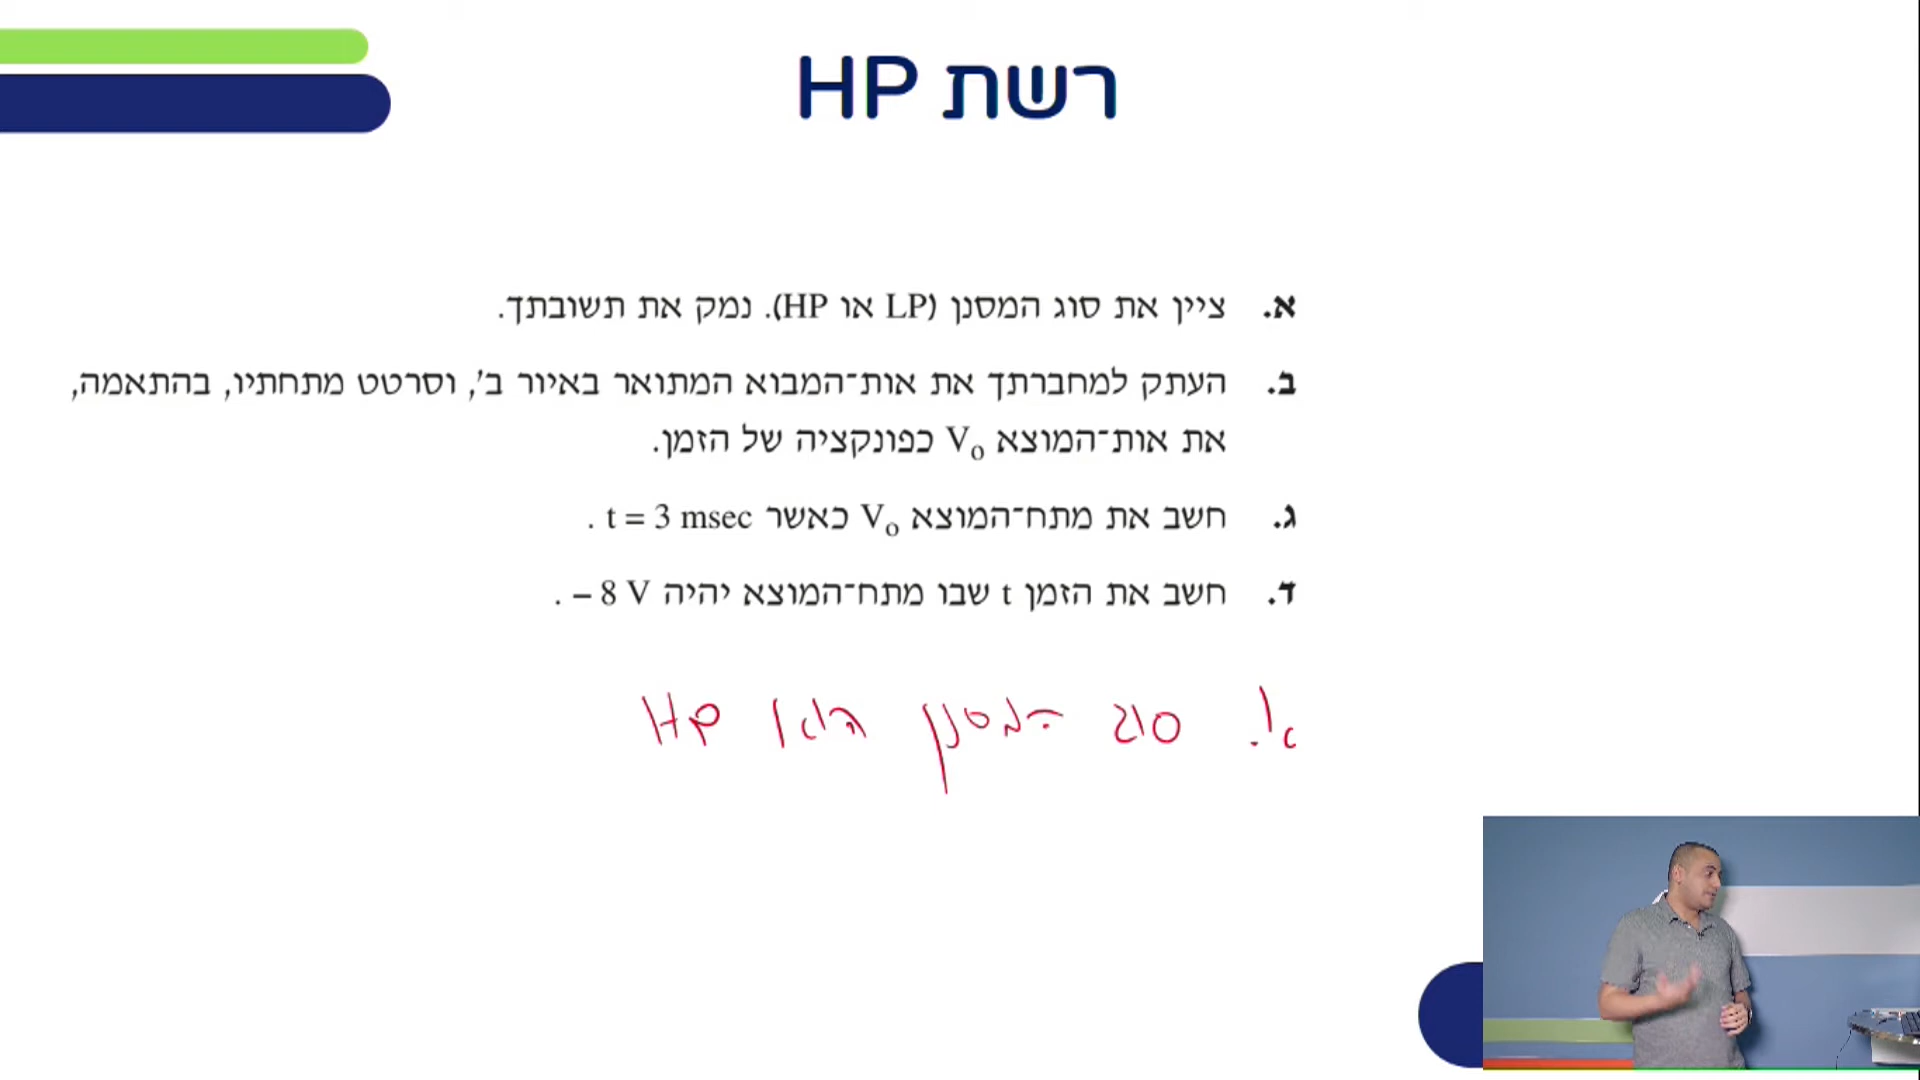 רשת HP
א. ציין את סוג המסנן (LP או HP). נמק את תשובתך.
ב. העתק למחברתך את אות־המבוא המתואר באיור ב', וסרטט מתחתיו, בהתאמה,
את אות־המוצא Vo כפונקציה של הזמן.
ג. חשב את מתח־המוצא Vo כאשר t = 3 msec .
ד. חשב את הזמן t שבו מתח־המוצא יהיה – 8 V .
א. סוג המסנן הוא HP